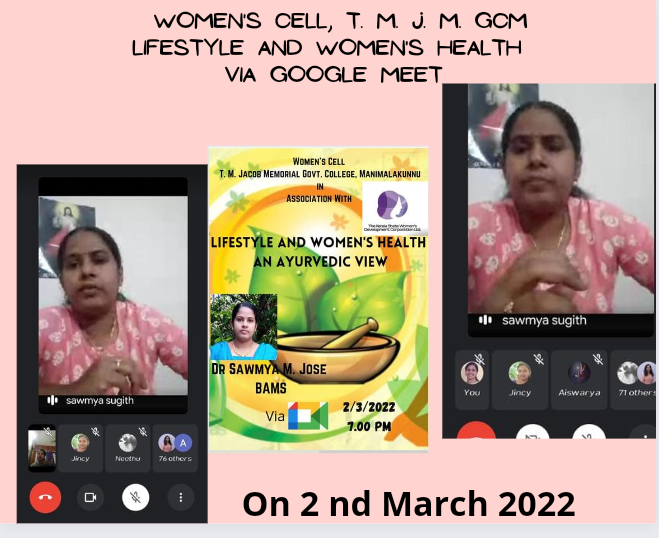 WOMEN'S CELL, T. M. J. M. GCM
LIFESTYLE AND WOMEN'S HEALTH
VIA GOOGLE MEET
sawmya sugith
Jincy
Neethu
A
76 others
WOMEN'S CELL
T. M. JACOB MEMORIAL GOVT. COLLEGE, MANIMALAKUNNU
IN
ASSOCIATION WITH
The Kerala State Women's
Development Corporation Ltd.
LIFESTYLE AND WOMEN'S HEALTH
AN AYURVEDIC VIEW
DR SAWMYA M. JOSE
BAMS
Via
2/3/2022
7.00 PM
sawmya sugith
You
Jincy
Aiswarya
71 others
On 2 nd March 2022